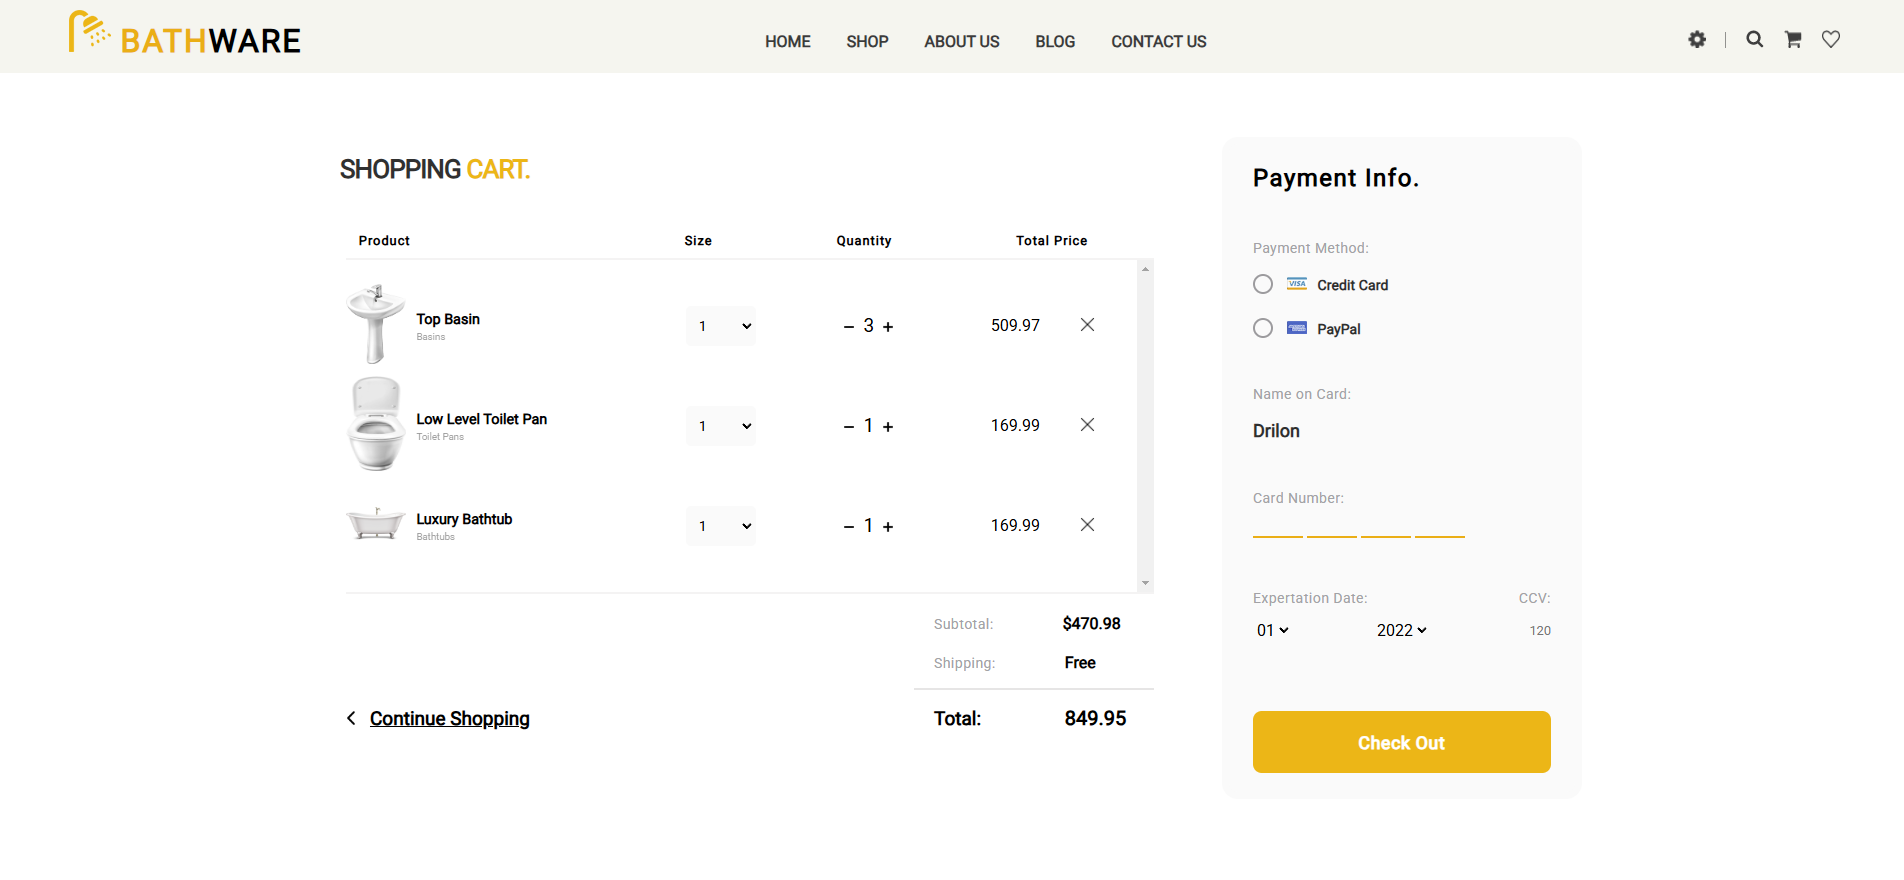 BATHWARE
HOME SHOP ABOUT US BLOG CONTACT US
SHOPPING CART.
Product Size Quantity Total Price
Top Basin
Basins
1 − 3 + 509.97
Low Level Toilet Pan
Toilet Pans
1 − 1 + 169.99
Luxury Bathtub
Bathtubs
1 − 1 + 169.99
Subtotal: $470.98
Shipping: Free
Continue Shopping
Total: 849.95
Payment Info.
Payment Method:
VISA Credit Card
PayPal
Name on Card:
Drilon
Card Number:
Expertation Date: CCV:
01 2022 120
Check Out